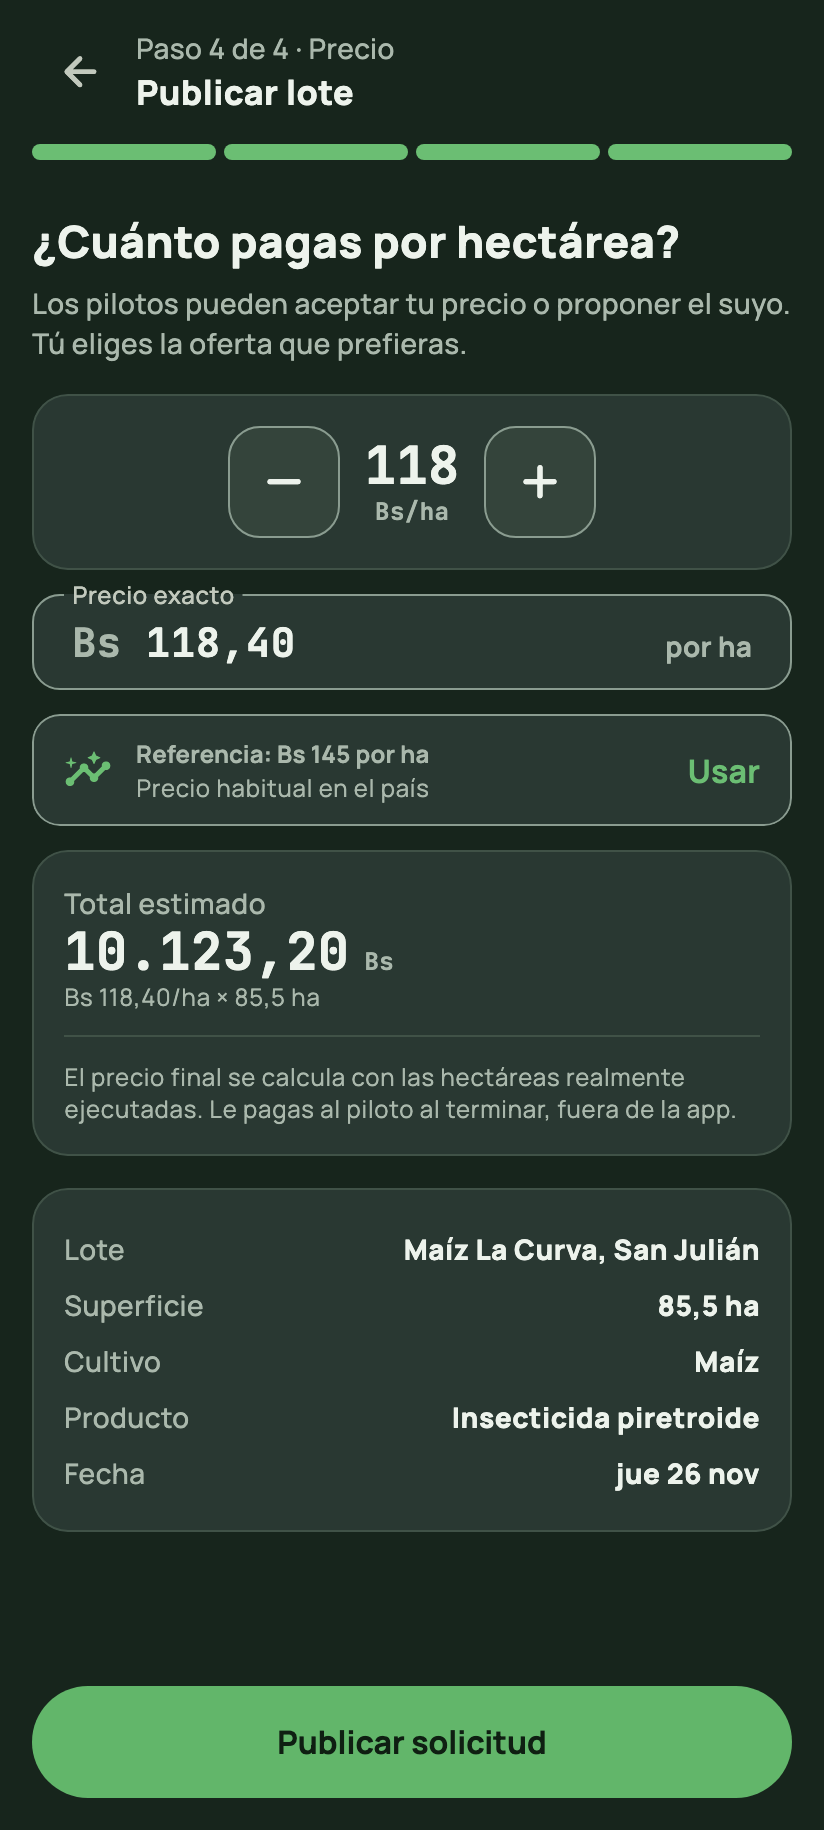 Paso 4 de 4 · Precio
Publicar lote
¿Cuánto pagas por hectárea?
Los pilotos pueden aceptar tu precio o proponer el suyo.
Tú eliges la oferta que prefieras.
118
Bs/ha
Precio exacto
Bs 118,40 por ha
Referencia: Bs 145 por ha
Precio habitual en el país
Usar
Total estimado
10.123,20 Bs
Bs 118,40/ha × 85,5 ha
El precio final se calcula con las hectáreas realmente
ejecutadas. Le pagas al piloto al terminar, fuera de la app.
Lote Maíz La Curva, San Julián
Superficie 85,5 ha
Cultivo Maíz
Producto Insecticida piretroide
Fecha jue 26 nov
Publicar solicitud